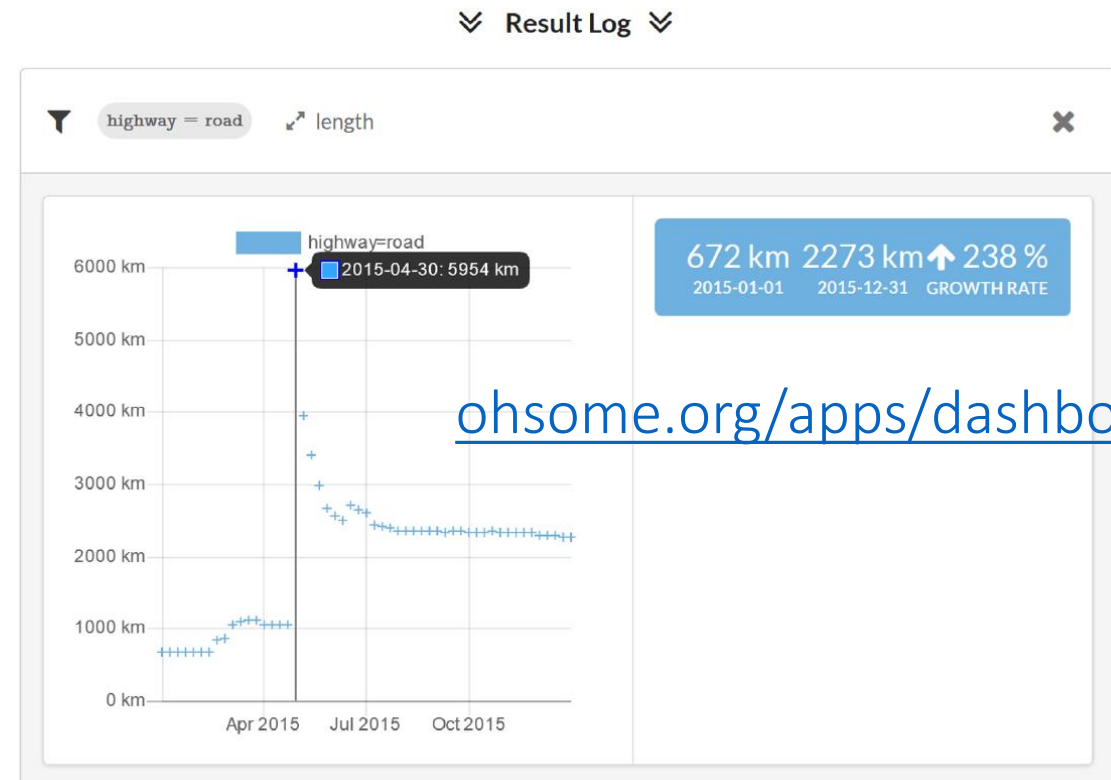 Result Log
highway = road length
highway=road
2015-04-30: 5954 km
6000 km
5000 km
4000 km
3000 km
2000 km
1000 km
0 km
Apr 2015 Jul 2015 Oct 2015
672 km 2273 km 238 %
2015-01-01 2015-12-31 GROWTH RATE
ohsome.org/apps/dashbo